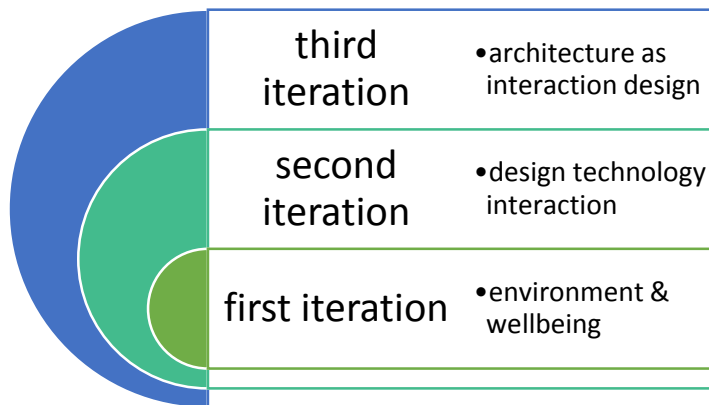 third
iteration
•architecture as
interaction design
second
iteration
•design technology
interaction
first iteration
•environment &
wellbeing